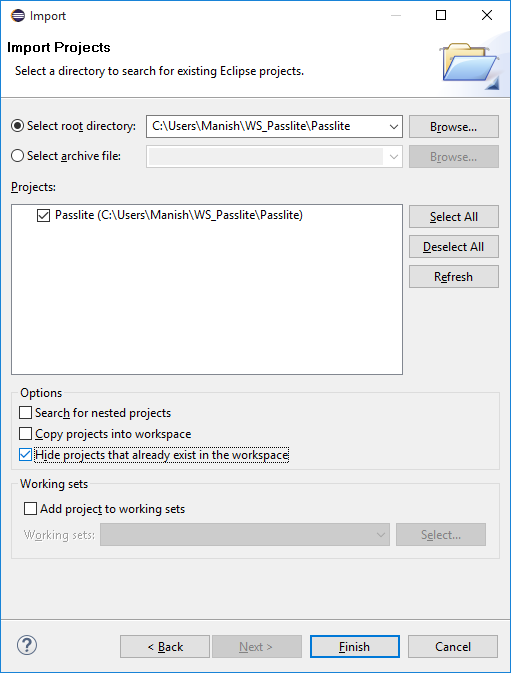 Import
Import Projects
Select a directory to search for existing Eclipse projects.
Select root directory: C:\Users\Manish\WS_Passlite\Passlite Browse...
Select archive file: Browse...
Projects:
Passlite (C:\Users\Manish\WS_Passlite\Passlite)
Select All
Deselect All
Refresh
Options
Search for nested projects
Copy projects into workspace
Hide projects that already exist in the workspace
Working sets
Add project to working sets
Working sets: Select...
? < Back Next > Finish Cancel